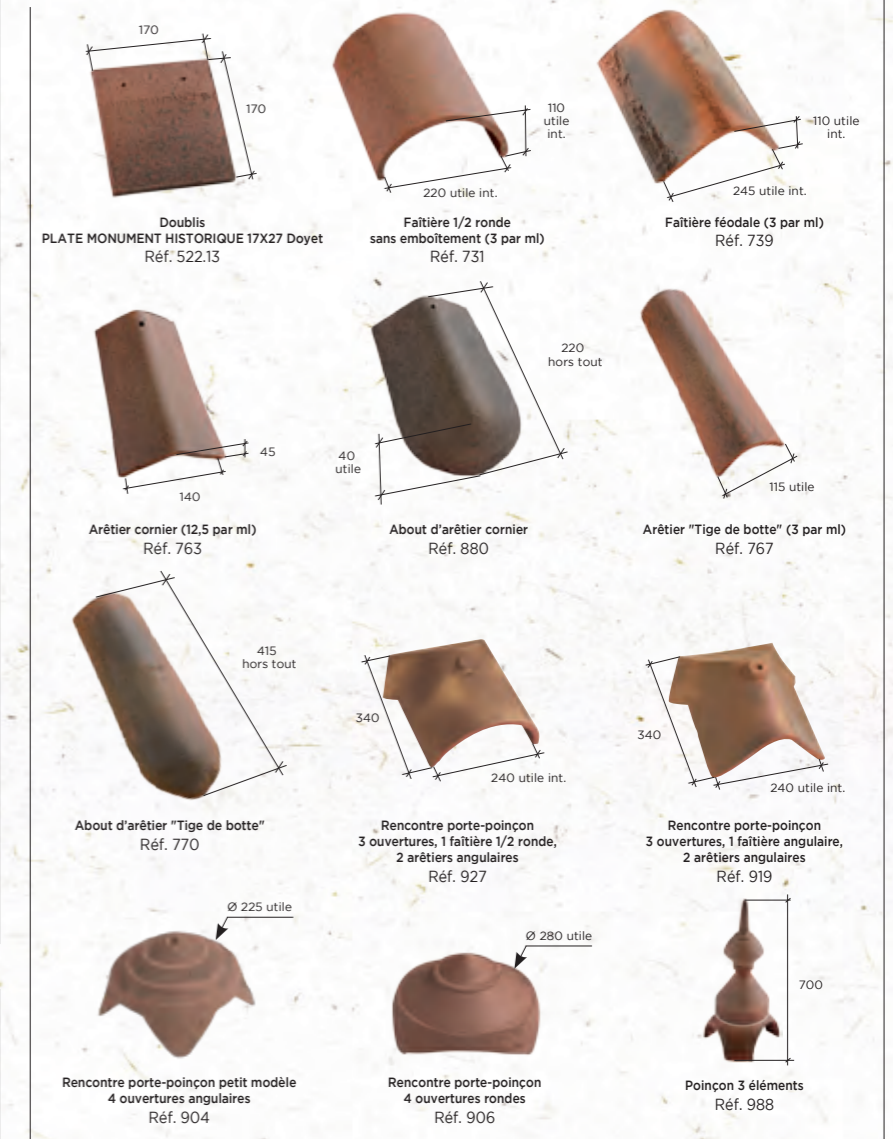 170
170
Doublis
PLATE MONUMENT HISTORIQUE 17X27 Doyet
Réf. 522.13
110
utile
int.
220 utile int.
Faîtière 1/2 ronde
sans emboîtement (3 par ml)
Réf. 731
110 utile
int.
245 utile int.
Faîtière féodale (3 par ml)
Réf. 739
45
140
Arêtier cornier (12,5 par ml)
Réf. 763
220
hors tout
40
utile
About d'arêtier cornier
Réf. 880
115 utile
Arêtier "Tige de botte" (3 par ml)
Réf. 767
415
hors tout
About d'arêtier "Tige de botte"
Réf. 770
340
240 utile int.
Rencontre porte-poinçon
3 ouvertures, 1 faîtière 1/2 ronde,
2 arêtiers angulaires
Réf. 927
340
240 utile int.
Rencontre porte-poinçon
3 ouvertures, 1 faîtière angulaire,
2 arêtiers angulaires
Réf. 919
Ø 225 utile
Rencontre porte-poinçon petit modèle
4 ouvertures angulaires
Réf. 904
Ø 280 utile
Rencontre porte-poinçon
4 ouvertures rondes
Réf. 906
700
Poinçon 3 éléments
Réf. 988